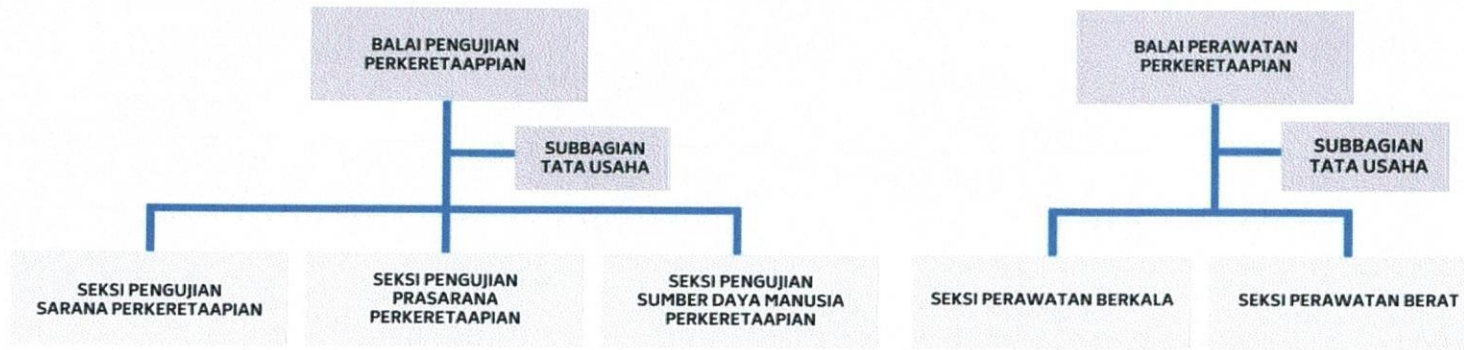 BALAI PENGUJIAN
PERKERETAAPPIAN
SUBBAGIAN
TATA USAHA
SEKSI PENGUJIAN
SARANA PERKERETAAPIAN
SEKSI PENGUJIAN
PRASARANA
PERKERETAAPIAN
SEKSI PENGUJIAN
SUMBER DAYA MANUSIA
PERKERETAAPIAN
BALAI PERAWATAN
PERKERETAAPIAN
SUBBAGIAN
TATA USAHA
SEKSI PERAWATAN BERKALA
SEKSI PERAWATAN BERAT